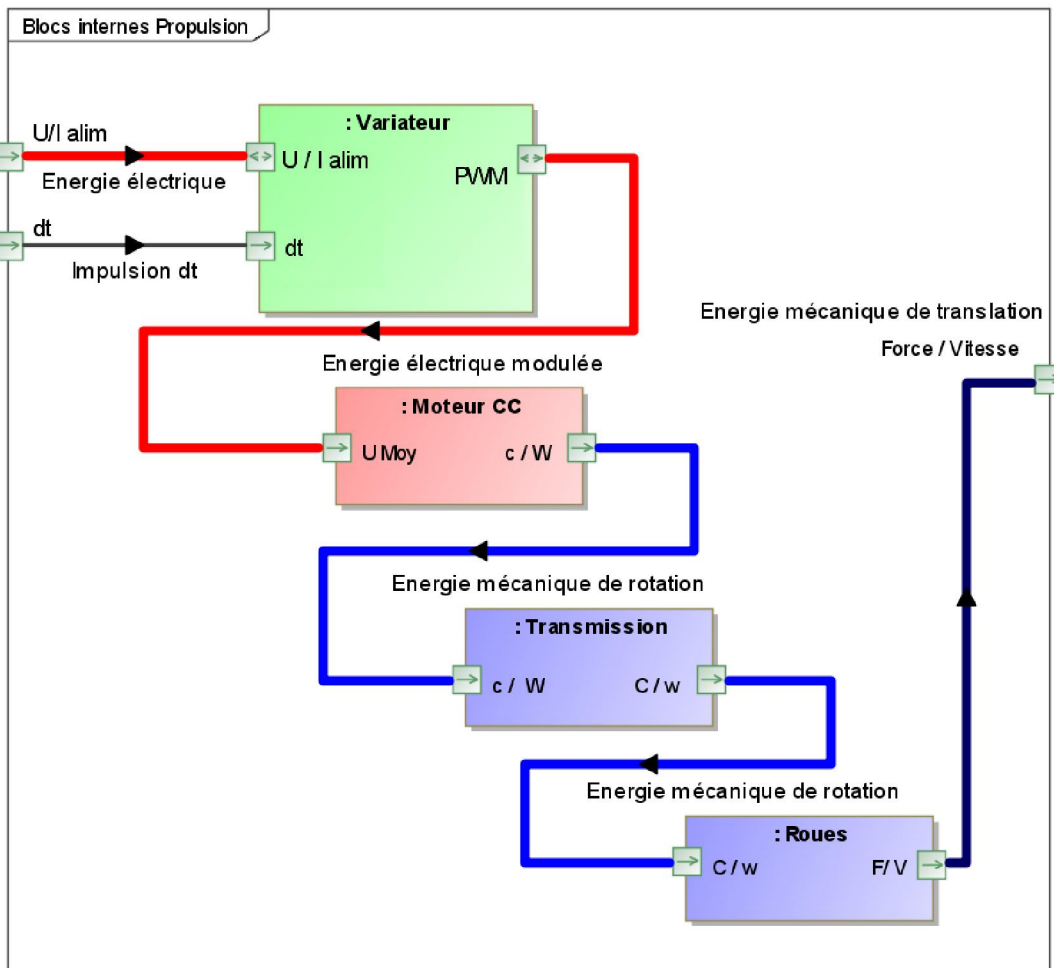 Blocs internes Propulsion
U/I alim
Energie électrique
dt
Impulsion dt
: Variateur
U / I alim
PWM
dt
Energie électrique modulée
Energie mécanique de translation
Force / Vitesse
: Moteur CC
U Moy
c / W
Energie mécanique de rotation
: Transmission
c / W
C / w
Energie mécanique de rotation
: Roues
C / w
F/ V